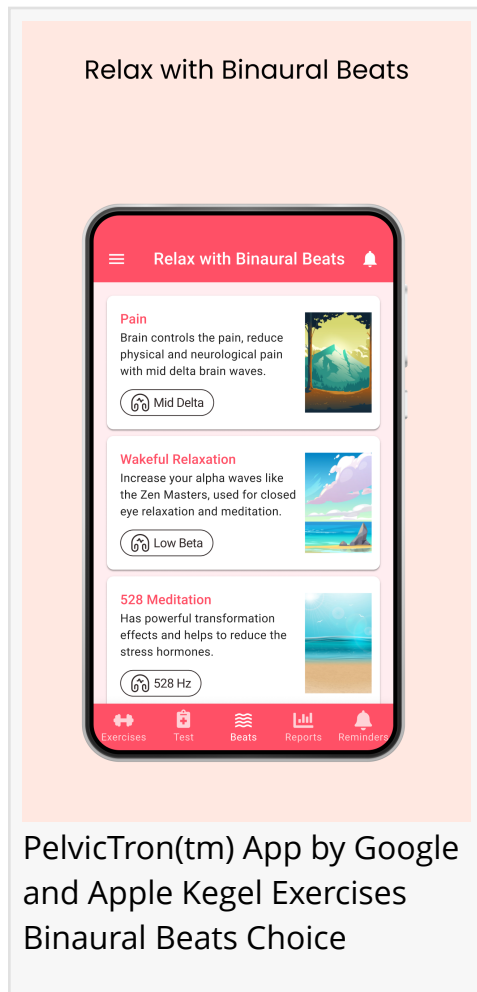 Relax with Binaural Beats
Relax with Binaural Beats
Pain
Brain controls the pain, reduce
physical and neurological pain
with mid delta brain waves.
Mid Delta
Wakeful Relaxation
Increase your alpha waves like
the Zen Masters, used for closed
eye relaxation and meditation.
Low Beta
528 Meditation
Has powerful transformation
effects and helps to reduce the
stress hormones.
528 Hz
Exercises Test Beats Reports Reminders
PelvicTron(tm) App by Google
and Apple Kegel Exercises
Binaural Beats Choice